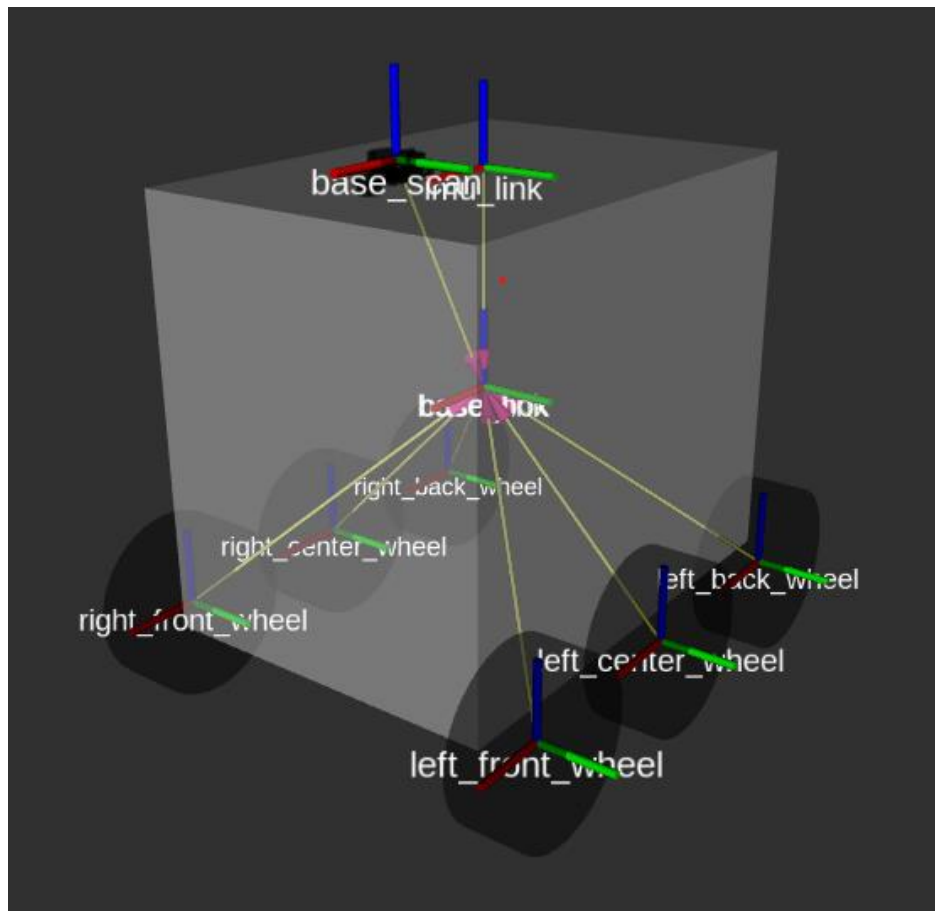 base_scan
imu_link
right_back_wheel
right_center_wheel
left_back_wheel
right_front_wheel
left_center_wheel
left_front_wheel